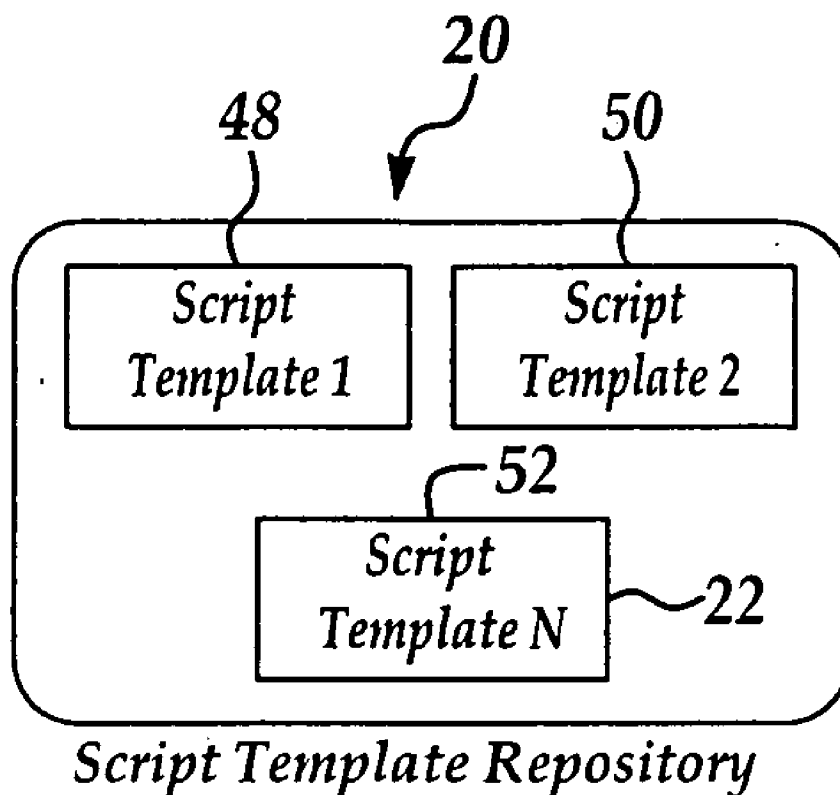 20
48
50
Script
Template 1
Script
Template 2
52
Script
Template N
22
Script Template Repository